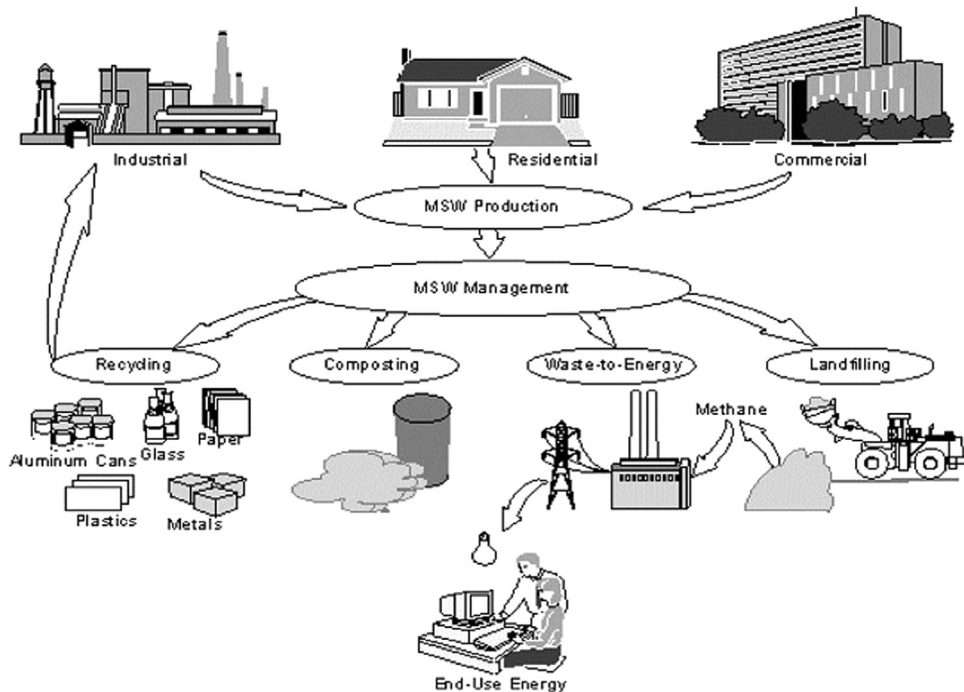 Industrial
Residential
Commercial
MSW Production
MSW Management
Recycling
Composting
Waste-to-Energy
Landfilling
Aluminum Cans
Glass
Paper
Plastics
Metals
Methane
End-Use Energy